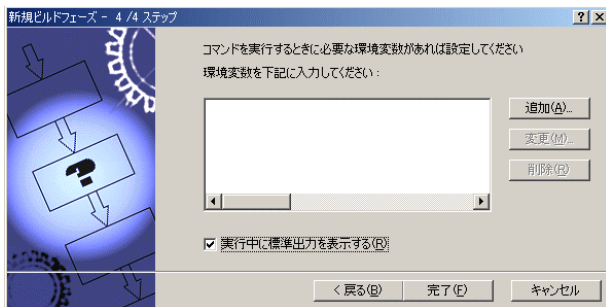 新規ビルドフェーズ - 4 /4 ステップ
コマンドを実行するときに必要な環境変数があれば設定してください
環境変数を下記に入力してください :
追加(A)...
変更(M)...
削除(R)
実行中に標準出力を表示する(R)
< 戻る(B)
完了(F)
キャンセル